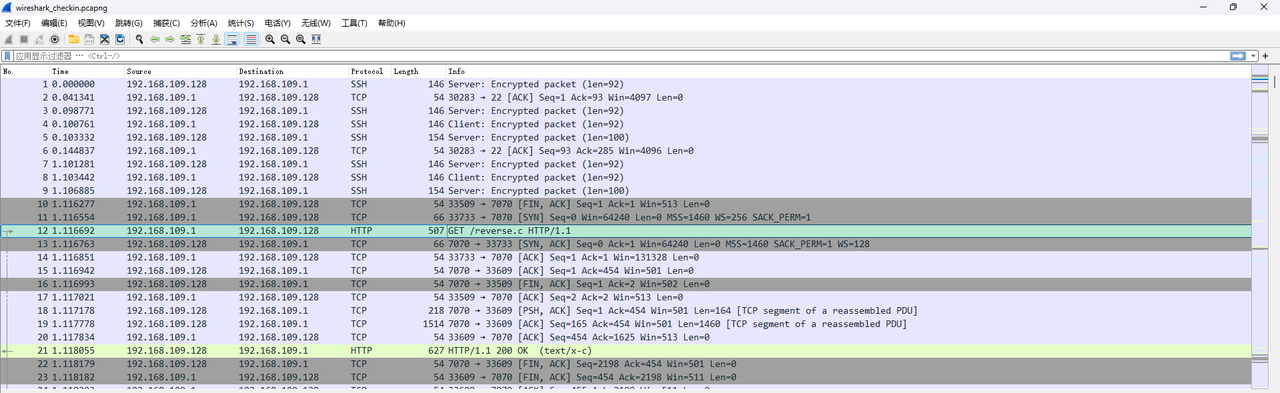 wireshark_checkin.pcapng
文件(F) 编辑(E) 视图(V) 跳转(G) 捕获(C) 分析(A) 统计(S) 电话(Y) 无线(W) 工具(T) 帮助(H)
应用显示过滤器 … <Ctrl-/>
No. Time Source Destination Protocol Length Info
1 0.000000 192.168.109.128 192.168.109.1 SSH 146 Server: Encrypted packet (len=92)
2 0.041341 192.168.109.1 192.168.109.128 TCP 54 30283 → 22 [ACK] Seq=1 Ack=93 Win=4097 Len=0
3 0.098771 192.168.109.128 192.168.109.1 SSH 146 Server: Encrypted packet (len=92)
4 0.100761 192.168.109.1 192.168.109.128 SSH 146 Client: Encrypted packet (len=92)
5 0.103332 192.168.109.128 192.168.109.1 SSH 154 Server: Encrypted packet (len=100)
6 0.144837 192.168.109.1 192.168.109.128 TCP 54 30283 → 22 [ACK] Seq=93 Ack=285 Win=4096 Len=0
7 1.101281 192.168.109.128 192.168.109.1 SSH 146 Server: Encrypted packet (len=92)
8 1.103442 192.168.109.1 192.168.109.128 SSH 146 Client: Encrypted packet (len=92)
9 1.106885 192.168.109.128 192.168.109.1 SSH 154 Server: Encrypted packet (len=100)
10 1.116277 192.168.109.1 192.168.109.128 TCP 54 33509 → 7070 [FIN, ACK] Seq=1 Ack=1 Win=513 Len=0
11 1.116554 192.168.109.1 192.168.109.128 TCP 66 33733 → 7070 [SYN] Seq=0 Win=64240 Len=0 MSS=1460 WS=256 SACK_PERM=1
12 1.116692 192.168.109.1 192.168.109.128 HTTP 507 GET /reverse.c HTTP/1.1
13 1.116763 192.168.109.128 192.168.109.1 TCP 66 7070 → 33733 [SYN, ACK] Seq=0 Ack=1 Win=64240 Len=0 MSS=1460 SACK_PERM=1 WS=128
14 1.116851 192.168.109.1 192.168.109.128 TCP 54 33733 → 7070 [ACK] Seq=1 Ack=1 Win=131328 Len=0
15 1.116942 192.168.109.128 192.168.109.1 TCP 54 7070 → 33609 [ACK] Seq=1 Ack=454 Win=501 Len=0
16 1.116993 192.168.109.128 192.168.109.1 TCP 54 7070 → 33509 [FIN, ACK] Seq=1 Ack=2 Win=502 Len=0
17 1.117021 192.168.109.1 192.168.109.128 TCP 54 33509 → 7070 [ACK] Seq=2 Ack=2 Win=513 Len=0
18 1.117178 192.168.109.128 192.168.109.1 TCP 218 7070 → 33609 [PSH, ACK] Seq=1 Ack=454 Win=501 Len=164 [TCP segment of a reassembled PDU]
19 1.117778 192.168.109.128 192.168.109.1 TCP 1514 7070 → 33609 [ACK] Seq=165 Ack=454 Win=501 Len=1460 [TCP segment of a reassembled PDU]
20 1.117834 192.168.109.1 192.168.109.128 TCP 54 33609 → 7070 [ACK] Seq=454 Ack=1625 Win=513 Len=0
21 1.118055 192.168.109.128 192.168.109.1 HTTP 627 HTTP/1.1 200 OK (text/x-c)
22 1.118179 192.168.109.128 192.168.109.1 TCP 54 7070 → 33609 [FIN, ACK] Seq=2198 Ack=454 Win=501 Len=0
23 1.118182 192.168.109.1 192.168.109.128 TCP 54 33609 → 7070 [FIN, ACK] Seq=454 Ack=2198 Win=511 Len=0